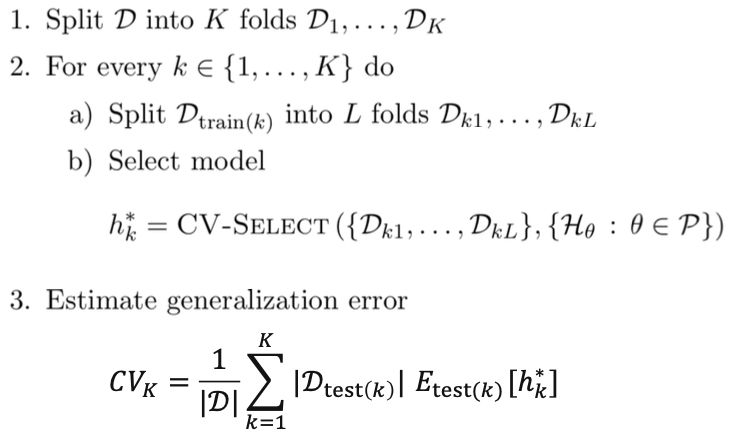 1. Split 𝒟 into K folds 𝒟₁, . . . , 𝒟_K
2. For every k ∈ {1, . . . , K} do
a) Split 𝒟_train(k) into L folds 𝒟_k1, . . . , 𝒟_kL
b) Select model
h*_k = CV-SELECT ({𝒟_k1, . . . , 𝒟_kL}, {ℋ_θ : θ ∈ 𝒫})
3. Estimate generalization error
CV_K = 1/|𝒟| ∑_{k=1}^{K} |𝒟_test(k)| E_test(k) [h*_k]